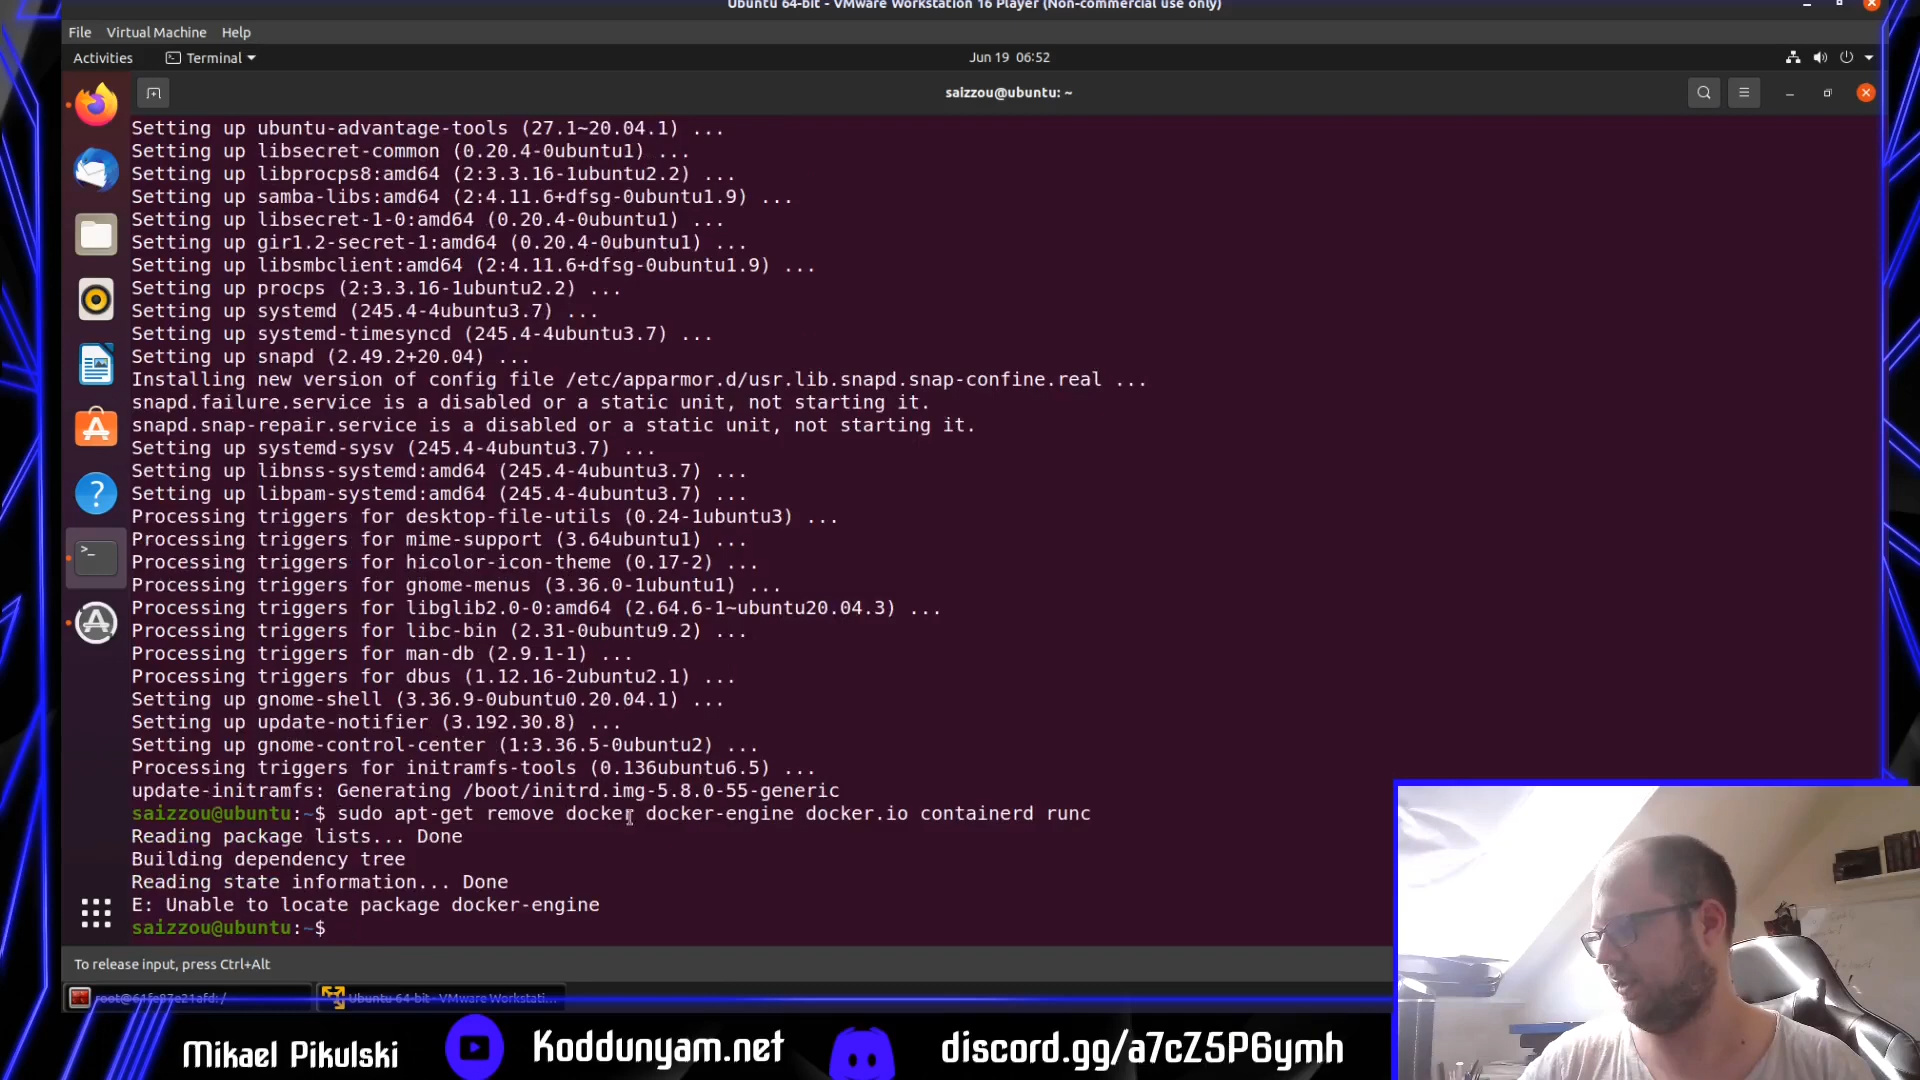 Ubuntu 64-bit - VMware Workstation 16 Player (Non-commercial use only)
File Virtual Machine Help
Activities Terminal Jun 19 06:52
saizzou@ubuntu: ~
Setting up ubuntu-advantage-tools (27.1~20.04.1) ...
Setting up libsecret-common (0.20.4-0ubuntu1) ...
Setting up libprocps8:amd64 (2:3.3.16-1ubuntu2.2) ...
Setting up samba-libs:amd64 (2:4.11.6+dfsg-0ubuntu1.9) ...
Setting up libsecret-1-0:amd64 (0.20.4-0ubuntu1) ...
Setting up gir1.2-secret-1:amd64 (0.20.4-0ubuntu1) ...
Setting up libsmbclient:amd64 (2:4.11.6+dfsg-0ubuntu1.9) ...
Setting up procps (2:3.3.16-1ubuntu2.2) ...
Setting up systemd (245.4-4ubuntu3.7) ...
Setting up systemd-timesyncd (245.4-4ubuntu3.7) ...
Setting up snapd (2.49.2+20.04) ...
Installing new version of config file /etc/apparmor.d/usr.lib.snapd.snap-confine.real ...
snapd.failure.service is a disabled or a static unit, not starting it.
snapd.snap-repair.service is a disabled or a static unit, not starting it.
Setting up systemd-sysv (245.4-4ubuntu3.7) ...
Setting up libnss-systemd:amd64 (245.4-4ubuntu3.7) ...
Setting up libpam-systemd:amd64 (245.4-4ubuntu3.7) ...
Processing triggers for desktop-file-utils (0.24-1ubuntu3) ...
Processing triggers for mime-support (3.64ubuntu1) ...
Processing triggers for hicolor-icon-theme (0.17-2) ...
Processing triggers for gnome-menus (3.36.0-1ubuntu1) ...
Processing triggers for libglib2.0-0:amd64 (2.64.6-1~ubuntu20.04.3) ...
Processing triggers for libc-bin (2.31-0ubuntu9.2) ...
Processing triggers for man-db (2.9.1-1) ...
Processing triggers for dbus (1.12.16-2ubuntu2.1) ...
Setting up gnome-shell (3.36.9-0ubuntu0.20.04.1) ...
Setting up update-notifier (3.192.30.8) ...
Setting up gnome-control-center (1:3.36.5-0ubuntu2) ...
Processing triggers for initramfs-tools (0.136ubuntu6.5) ...
update-initramfs: Generating /boot/initrd.img-5.8.0-55-generic
saizzou@ubuntu:~$ sudo apt-get remove docker docker-engine docker.io containerd runc
Reading package lists... Done
Building dependency tree
Reading state information... Done
E: Unable to locate package docker-engine
saizzou@ubuntu:~$
To release input, press Ctrl+Alt
root@61fe87e21afd: / Ubuntu 64-bit - VMware Workstati...
Mikael Pikulski Koddunyam.net discord.gg/a7cZ5P6ymh